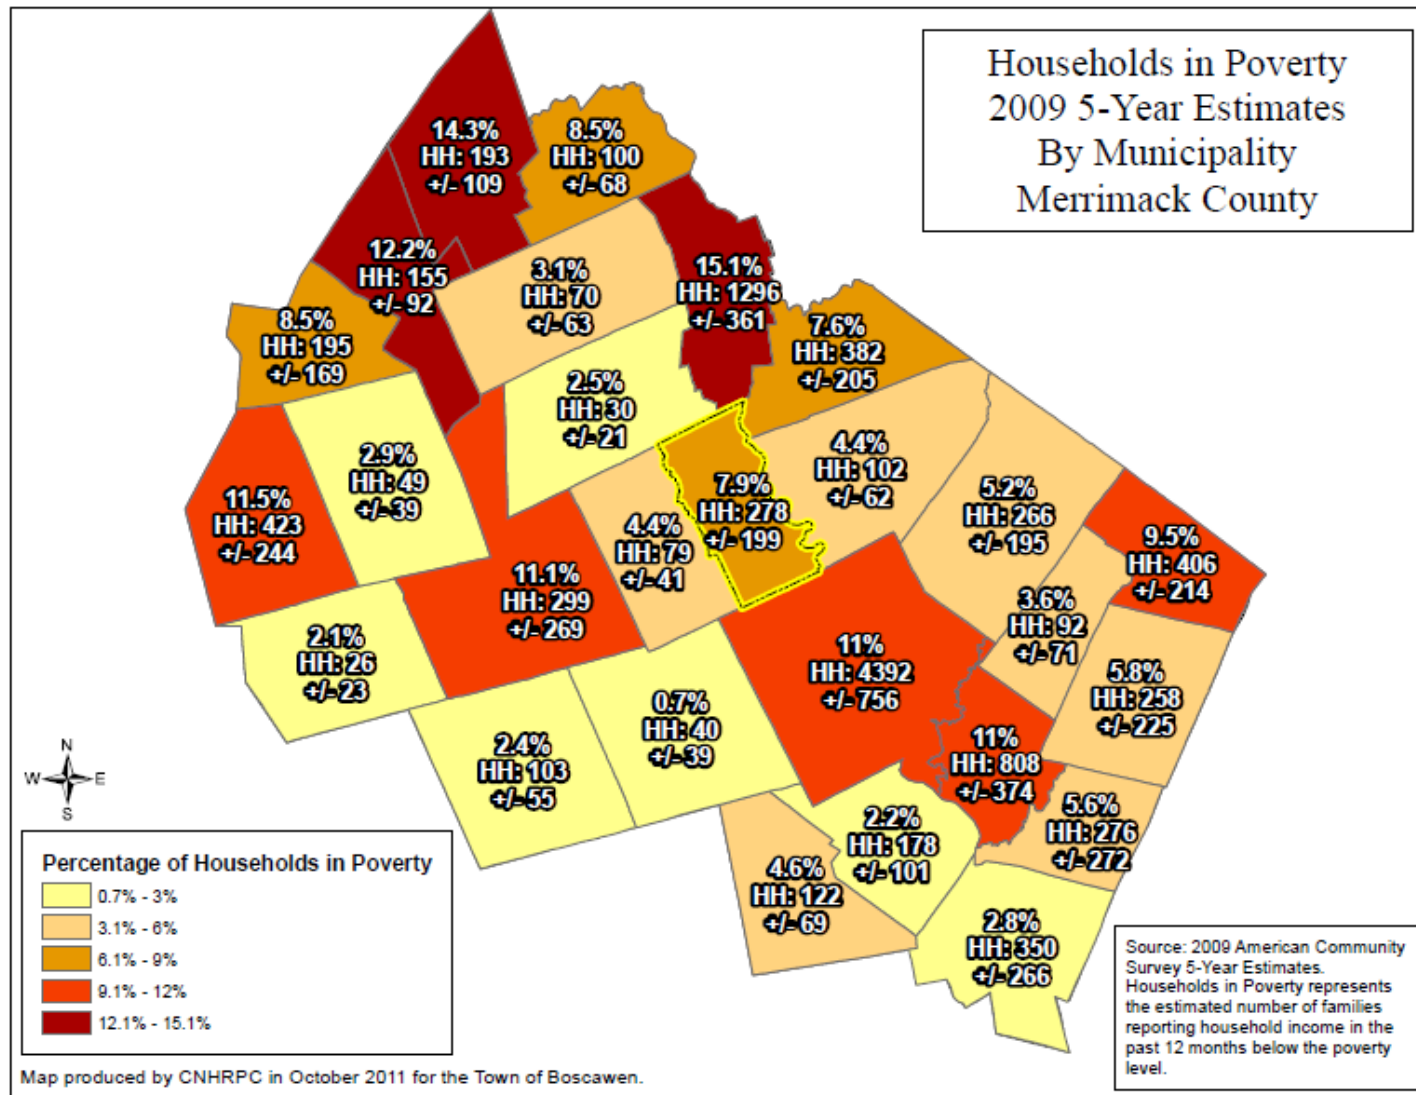 Households in Poverty
2009 5-Year Estimates
By Municipality
Merrimack County
14.3%
HH: 193
+/- 109
8.5%
HH: 100
+/- 68
12.2%
HH: 155
+/- 92
3.1%
HH: 70
+/- 63
15.1%
HH: 1296
+/- 361
8.5%
HH: 195
+/- 169
7.6%
HH: 382
+/- 205
2.5%
HH: 30
+/- 21
2.9%
HH: 49
+/- 39
4.4%
HH: 102
+/- 62
11.5%
HH: 423
+/- 244
7.9%
HH: 278
+/- 199
5.2%
HH: 266
+/- 195
4.4%
HH: 79
+/- 41
9.5%
HH: 406
+/- 214
11.1%
HH: 299
+/- 269
3.6%
HH: 92
+/- 71
2.1%
HH: 26
+/- 23
11%
HH: 4392
+/- 756
5.8%
HH: 258
+/- 225
0.7%
HH: 40
+/- 39
2.4%
HH: 103
+/- 55
11%
HH: 808
+/- 374
5.6%
HH: 276
+/- 272
2.2%
HH: 178
+/- 101
4.6%
HH: 122
+/- 69
2.8%
HH: 350
+/- 266
N
W E
S
Percentage of Households in Poverty
0.7% - 3%
3.1% - 6%
6.1% - 9%
9.1% - 12%
12.1% - 15.1%
Source: 2009 American Community
Survey 5-Year Estimates.
Households in Poverty represents
the estimated number of families
reporting household income in the
past 12 months below the poverty
level.
Map produced by CNHRPC in October 2011 for the Town of Boscawen.